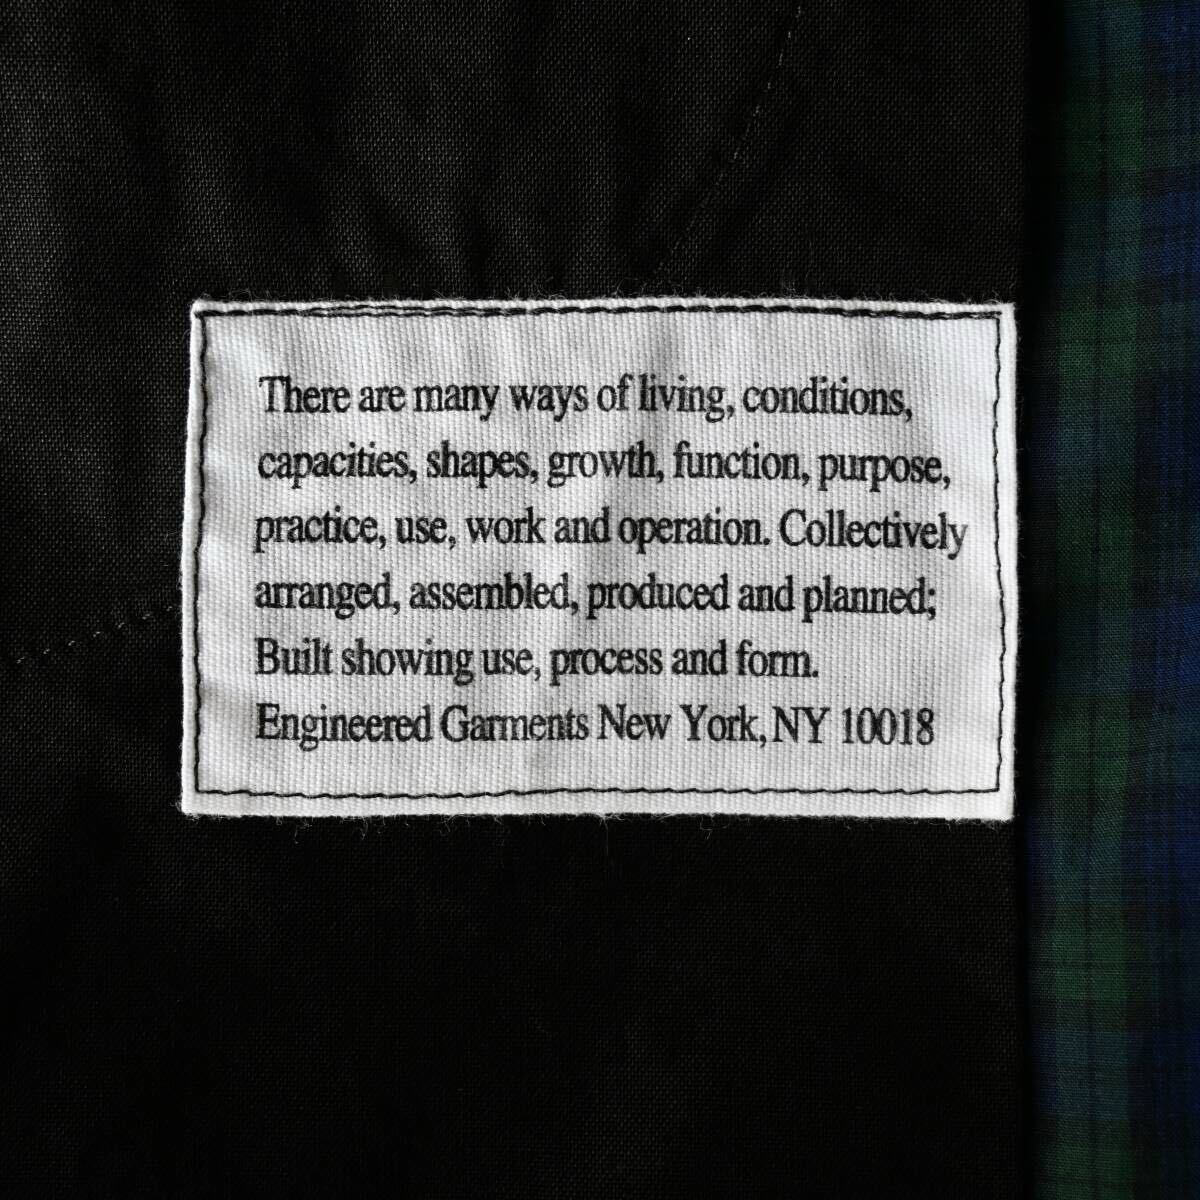 There are many ways of living, conditions,
capacities, shapes, growth, function, purpose,
practice, use, work and operation. Collectively
arranged, assembled, produced and planned;
Built showing use, process and form.
Engineered Garments New York, NY 10018